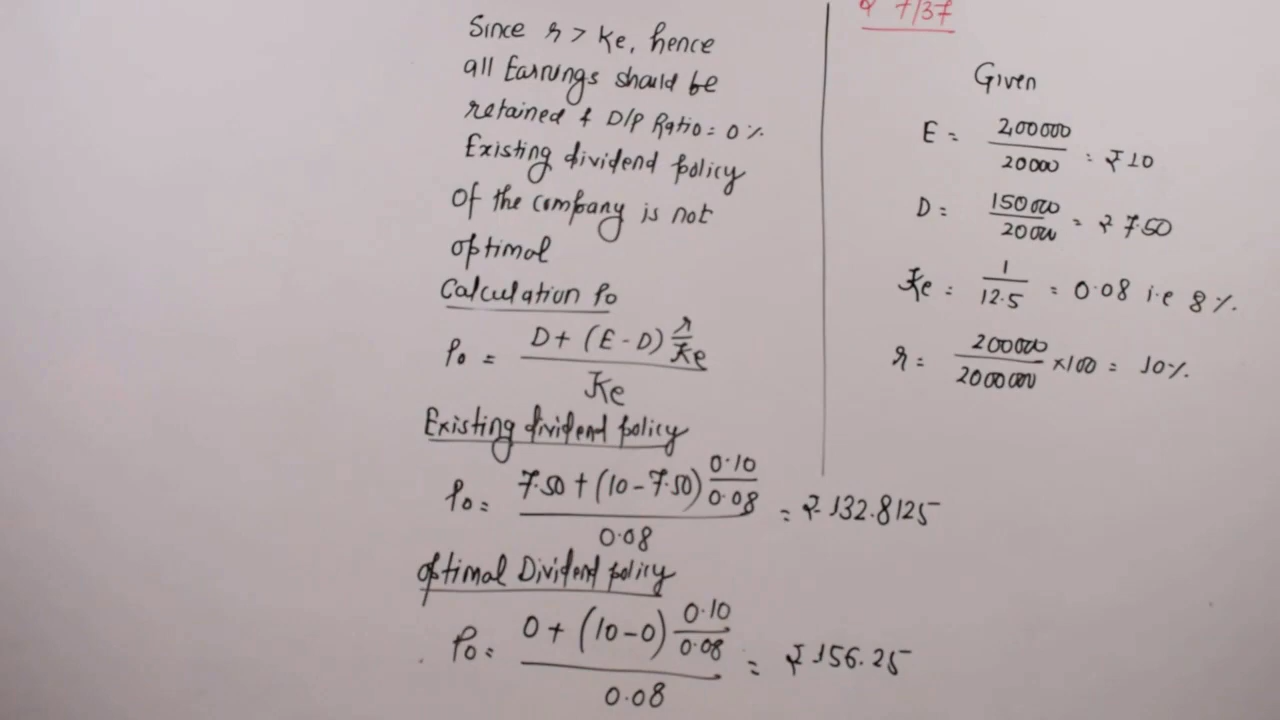 Since r > Ke, hence
all Earnings should be
retained & D/P Ratio = 0%
Existing dividend policy
of the company is not
optimal
Calculation P0
P0 = (D + (E - D) r/Ke) / Ke
Existing dividend policy
P0 = (7.50 + (10 - 7.50) 0.10/0.08) / 0.08 = ₹ 132.8125
optimal Dividend policy
P0 = (0 + (10 - 0) 0.10/0.08) / 0.08 = ₹ 156.25
7/37
Given
E = 200000/20000 = ₹10
D = 150000/20000 = ₹ 7.50
Ke = 1/12.5 = 0.08 i.e 8%.
r = 200000/2000000 ×100 = 10%.